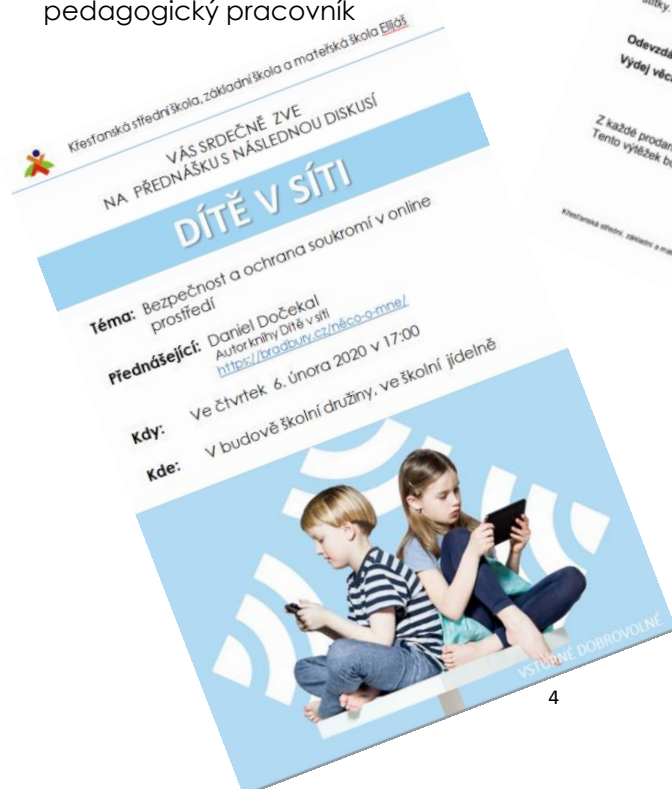 pedagogický pracovník
Křesťanská střední škola, základní škola a mateřská škola Elijáš
VÁS SRDEČNĚ ZVE
NA PŘEDNÁŠKU S NÁSLEDNOU DISKUSÍ
DÍTĚ V SÍTI
Téma: Bezpečnost a ochrana soukromí v online
prostředí
Přednášející: Daniel Dočekal
Autor knihy Dítě v síti
https://bradbury.cz/něco-o-mne/
Kdy: Ve čtvrtek 6. února 2020 v 17:00
Kde: V budově školní družiny, ve školní jídelně
VSTUPNÉ DOBROVOLNÉ
4
Výdej věc
Z každé prodan
Tento výtěžek b